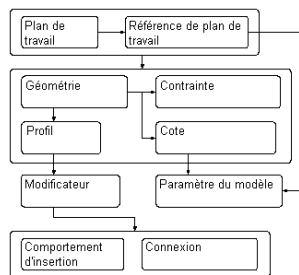 Plan de
travail
Référence de plan de
travail
Géométrie
Contrainte
Profil
Cote
Modificateur
Paramètre du modèle
Comportement
d'insertion
Connexion